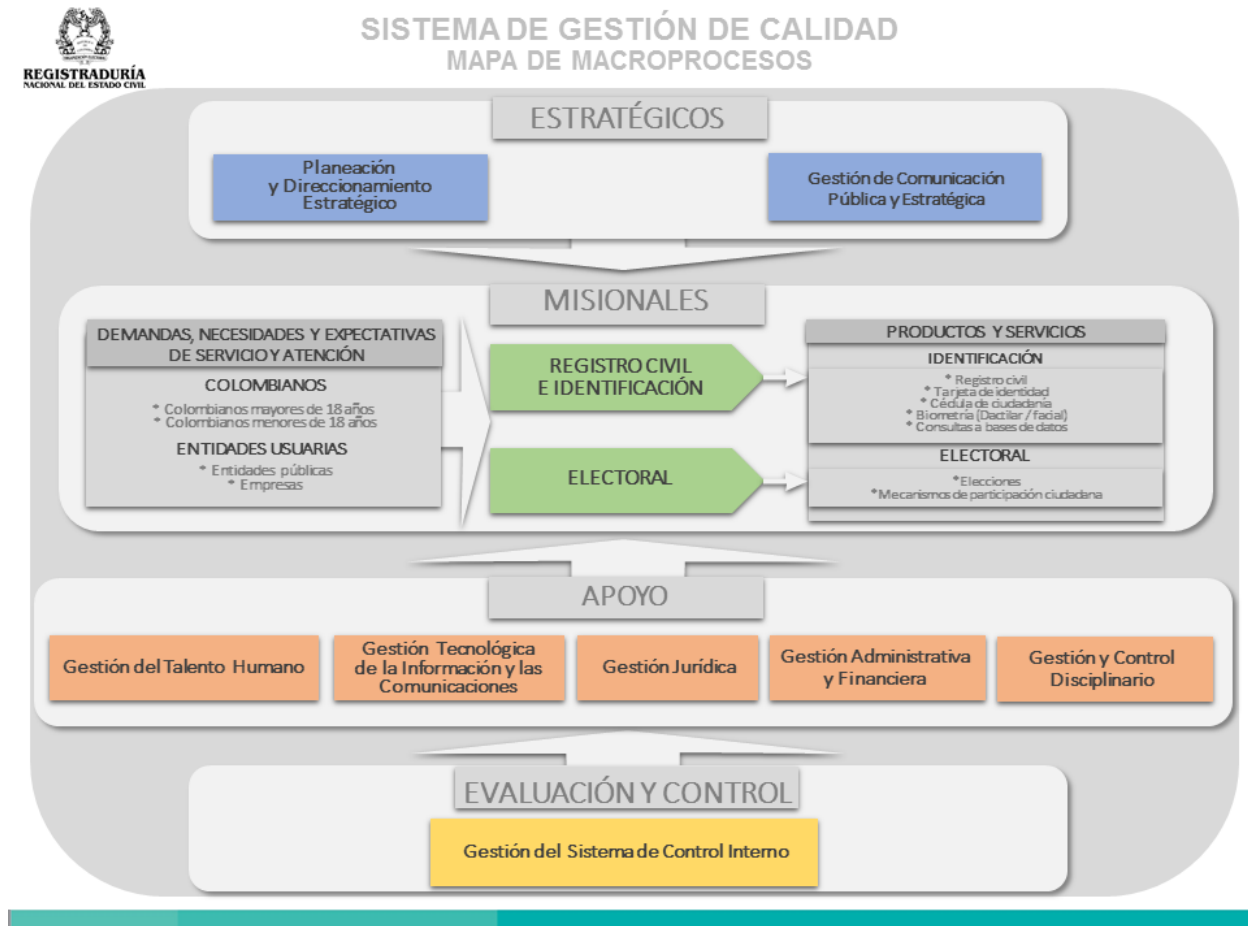 SISTEMA DE GESTIÓN DE CALIDAD
MAPA DE MACROPROCESOS
REGISTRADURÍA
NACIONAL DEL ESTADO CIVIL
ESTRATÉGICOS
Planeación
y Direccionamiento
Estratégico
Gestión de Comunicación
Pública y Estratégica
MISIONALES
DEMANDAS, NECESIDADES Y EXPECTATIVAS
DE SERVICIO Y ATENCIÓN
COLOMBIANOS
* Colombianos mayores de 18 años
* Colombianos menores de 18 años
ENTIDADES USUARIAS
* Entidades públicas
* Empresas
REGISTRO CIVIL
E IDENTIFICACIÓN
ELECTORAL
PRODUCTOS Y SERVICIOS
IDENTIFICACIÓN
* Registro civil
* Tarjeta de identidad
* Cédula de ciudadanía
* Biometría (Dactilar / facial)
* Consultas a bases de datos
ELECTORAL
* Elecciones
* Mecanismos de participación ciudadana
APOYO
Gestión del Talento Humano
Gestión Tecnológica
de la Información y las
Comunicaciones
Gestión Jurídica
Gestión Administrativa
y Financiera
Gestión y Control
Disciplinario
EVALUACIÓN Y CONTROL
Gestión del Sistema de Control Interno